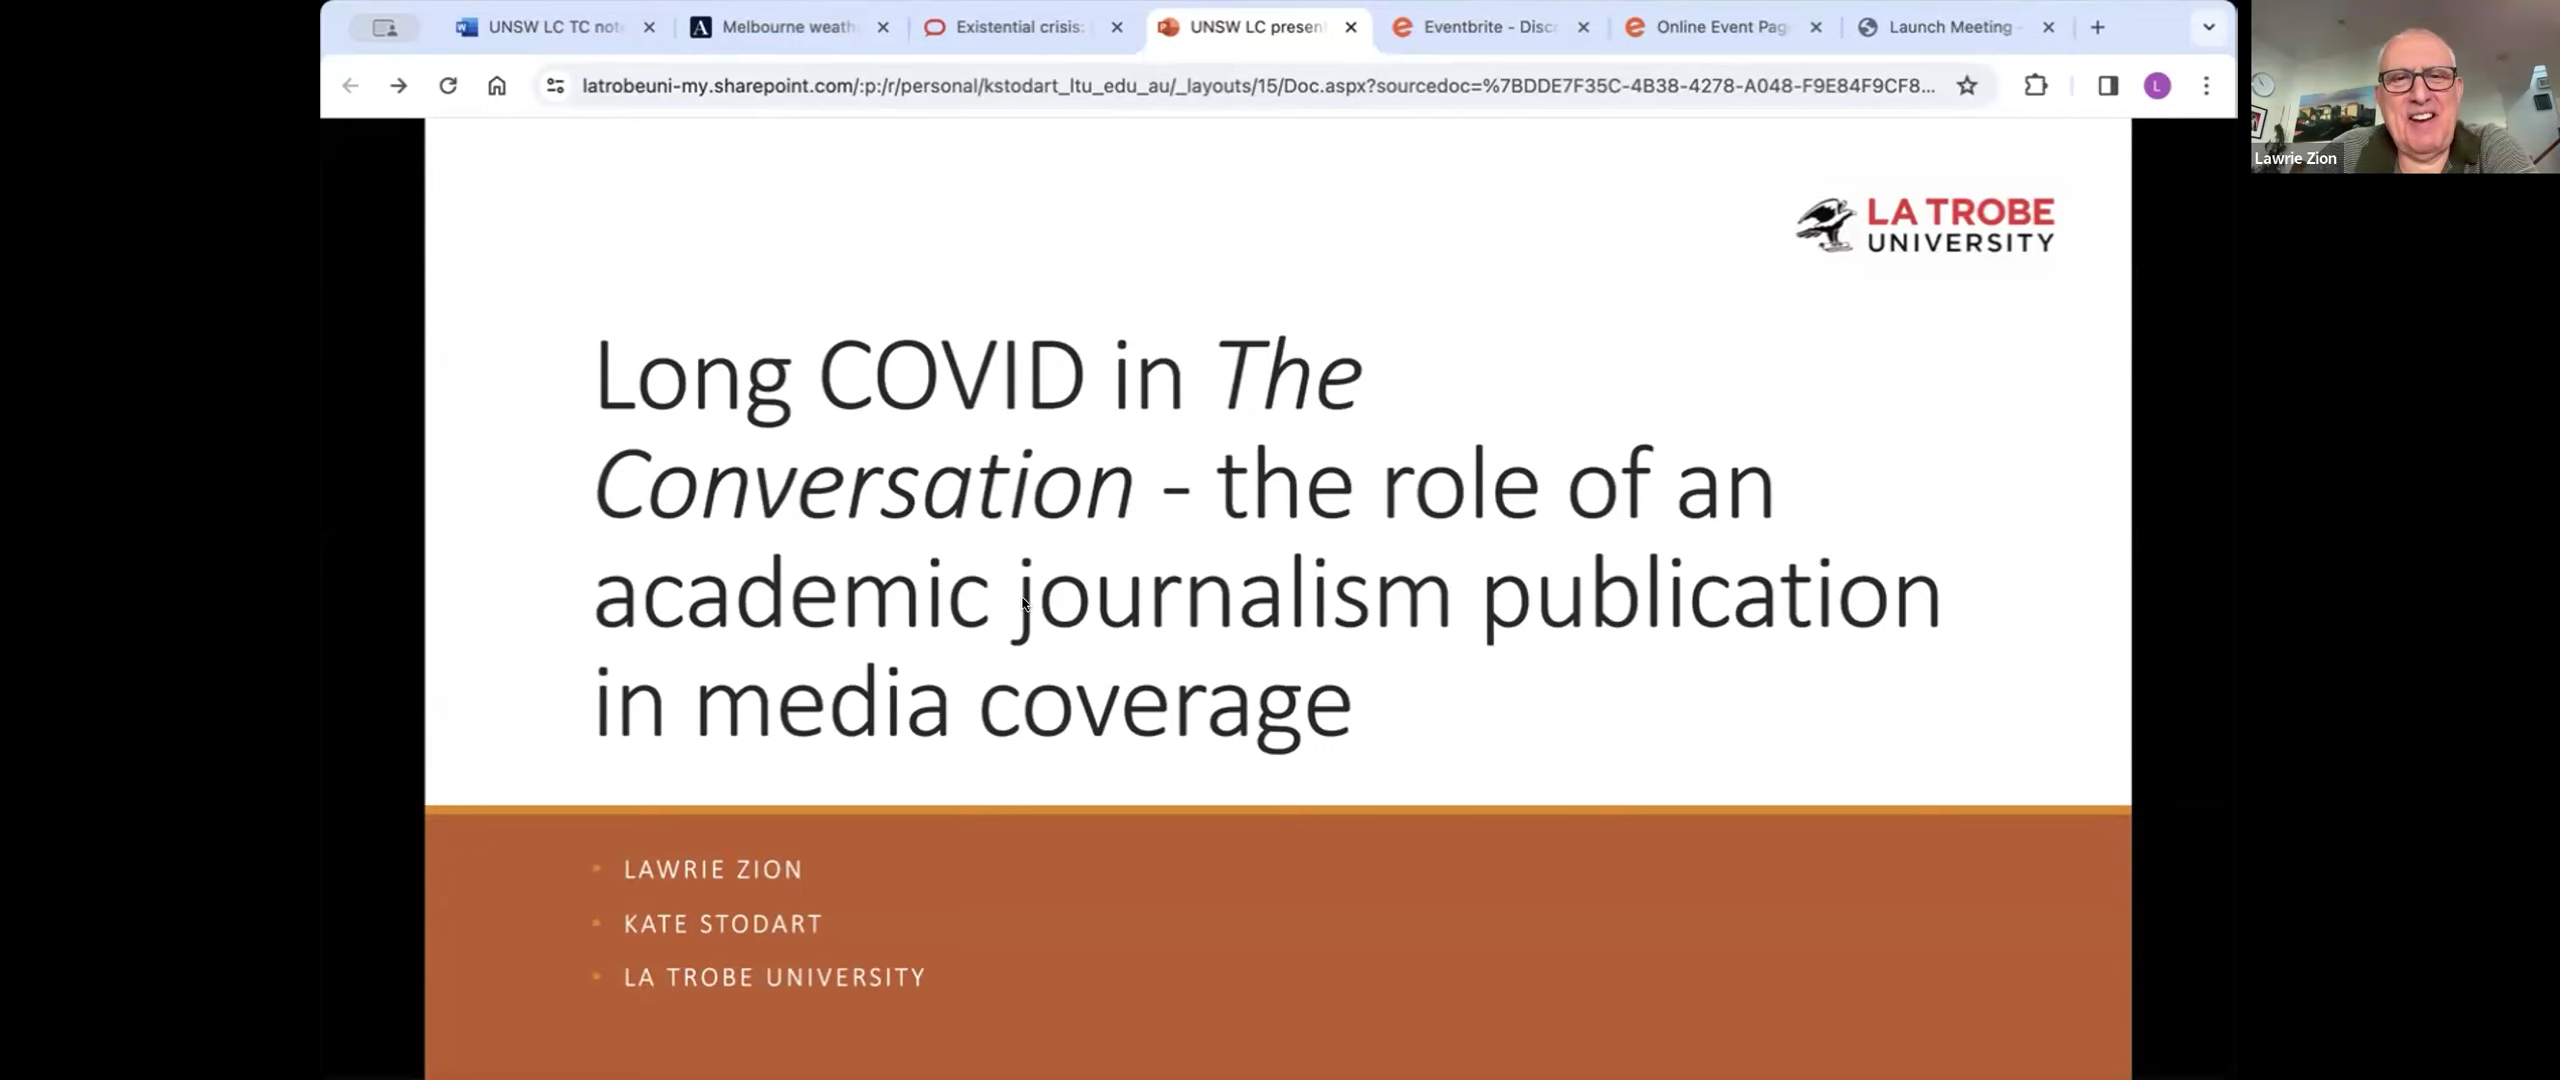 UNSW LC TC not
Melbourne weath
Existential crisis:
UNSW LC presen
Eventbrite - Disc
Online Event Pag
Launch Meeting -
latrobeuni-my.sharepoint.com/:p:/r/personal/kstodart_ltu_edu_au/_layouts/15/Doc.aspx?sourcedoc=%7BDDE7F35C-4B38-4278-A048-F9E84F9CF8...
L
Lawrie Zion
LA TROBE
UNIVERSITY
Long COVID in The
Conversation - the role of an
academic journalism publication
in media coverage
LAWRIE ZION
KATE STODART
LA TROBE UNIVERSITY